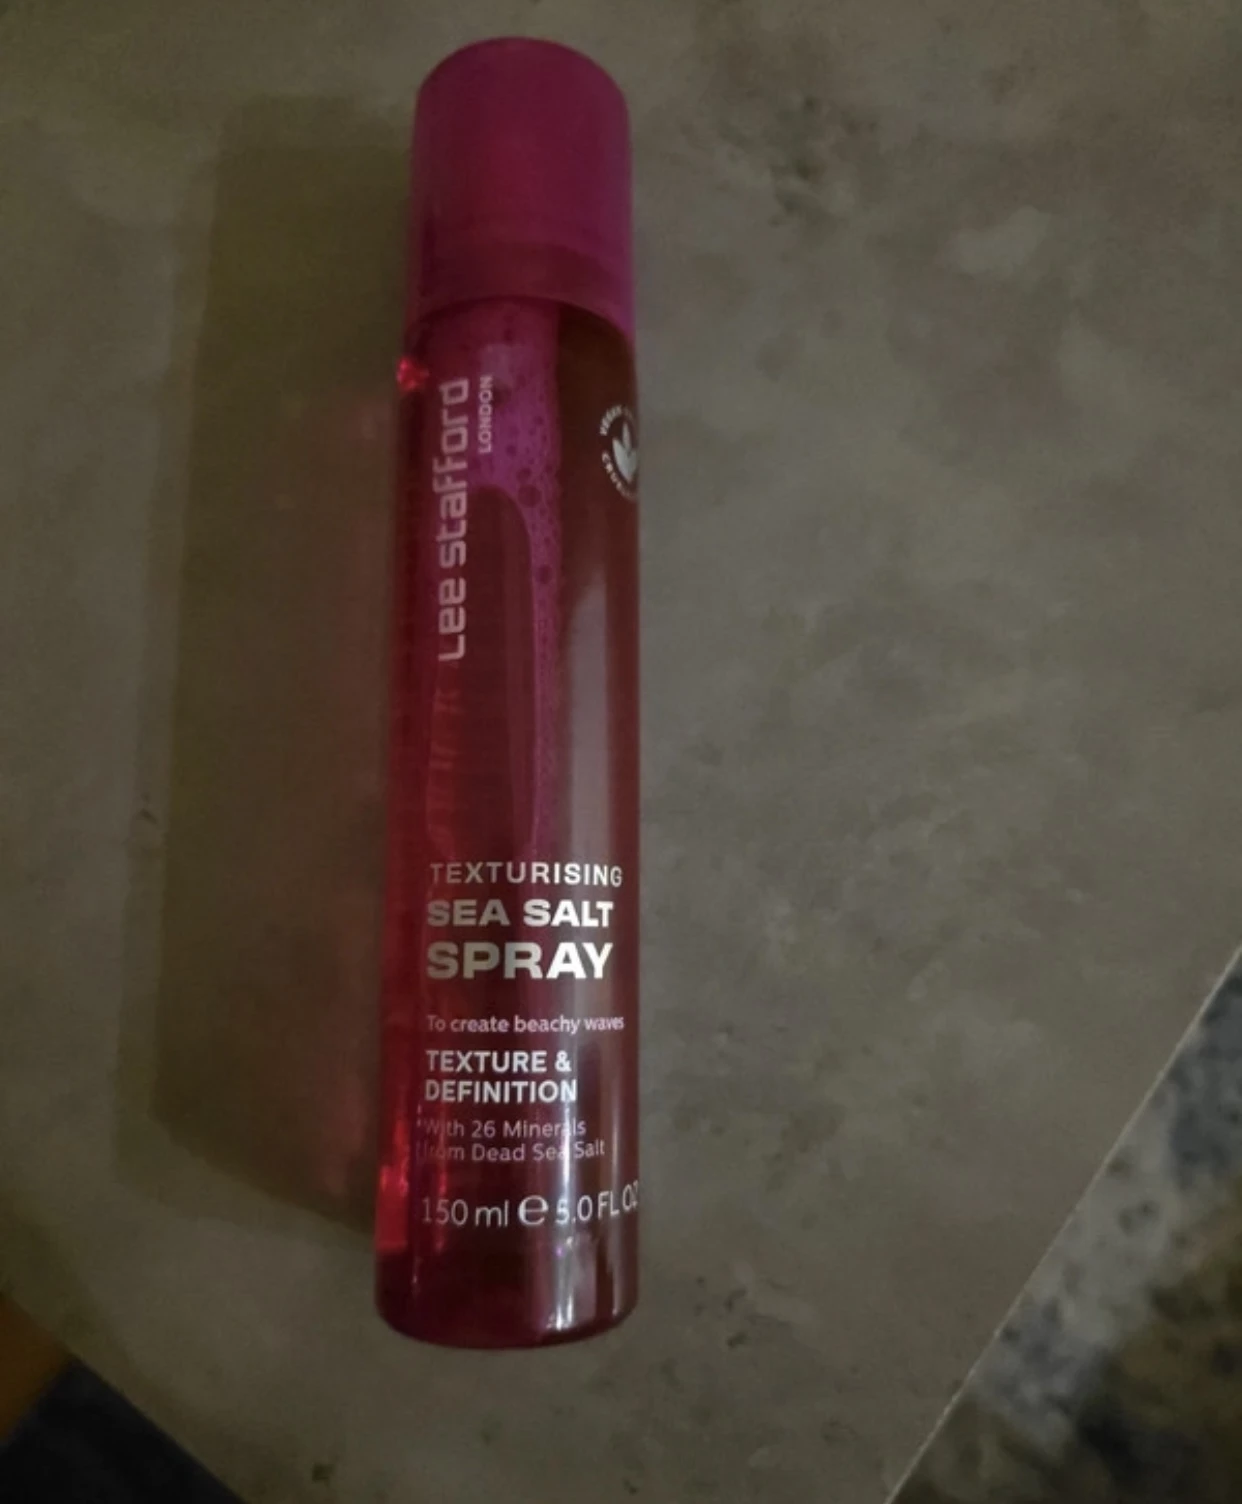 Lee stafford
LONDON
VEGAN
TEXTURISING
SEA SALT
SPRAY
To create beachy waves
TEXTURE &
DEFINITION
*With 26 Minerals
from Dead Sea Salt
150 ml e 5.0 FL OZ